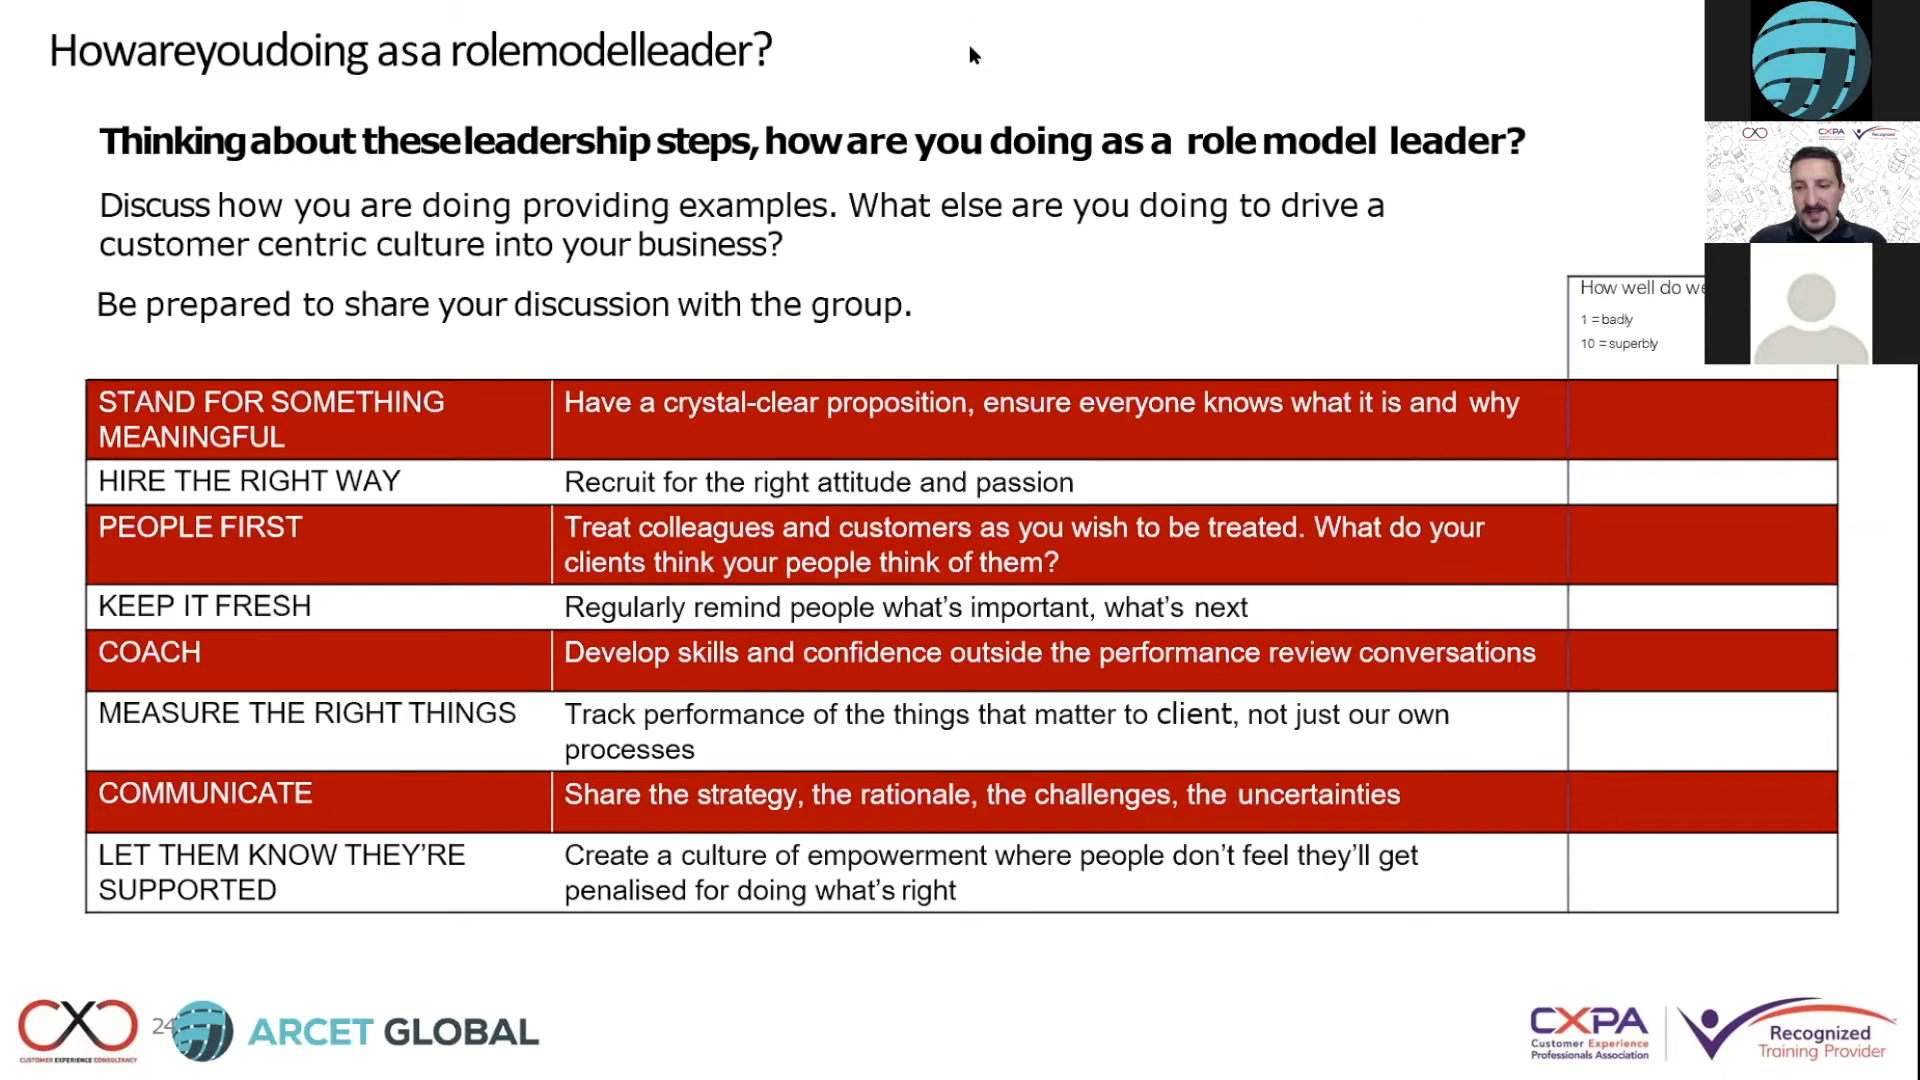 Howareyoudoing asa rolemodelleader?
Thinking about these leadership steps, how are you doing as a role model leader?
Discuss how you are doing providing examples. What else are you doing to drive a
customer centric culture into your business?
Be prepared to share your discussion with the group.
How well do we
1 =badly
10 =superbly
STAND FOR SOMETHING
MEANINGFUL
Have a crystal-clear proposition, ensure everyone knows what it is and why
HIRE THE RIGHT WAY
Recruit for the right attitude and passion
PEOPLE FIRST
Treat colleagues and customers as you wish to be treated. What do your
clients think your people think of them?
KEEP IT FRESH
Regularly remind people what’s important, what’s next
COACH
Develop skills and confidence outside the performance review conversations
MEASURE THE RIGHT THINGS
Track performance of the things that matter to client, not just our own
processes
COMMUNICATE
Share the strategy, the rationale, the challenges, the uncertainties
LET THEM KNOW THEY’RE
SUPPORTED
Create a culture of empowerment where people don’t feel they’ll get
penalised for doing what’s right
CXC
CUSTOMER EXPERIENCE CONSULTANCY
24
ARCET GLOBAL
CXPA
Customer Experience
Professionals Association
Recognized
Training Provider
CXPA
Recognized